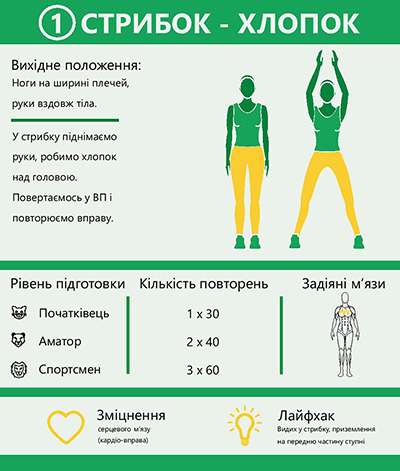 1 СТРИБОК - ХЛОПОК
Вихідне положення:
Ноги на ширині плечей,
руки вздовж тіла.
У стрибку піднімаємо
руки, робимо хлопок
над головою.
Повертаємось у ВП і
повторюємо вправу.
Рівень підготовки
Початківець
Аматор
Спортсмен
Кількість повторень
1 x 30
2 x 40
3 x 60
Задіяні м'язи
Зміцнення
серцевого м'язу
(кардіо-вправа)
Лайфхак
Видих у стрибку, приземлення
на передню частину ступні